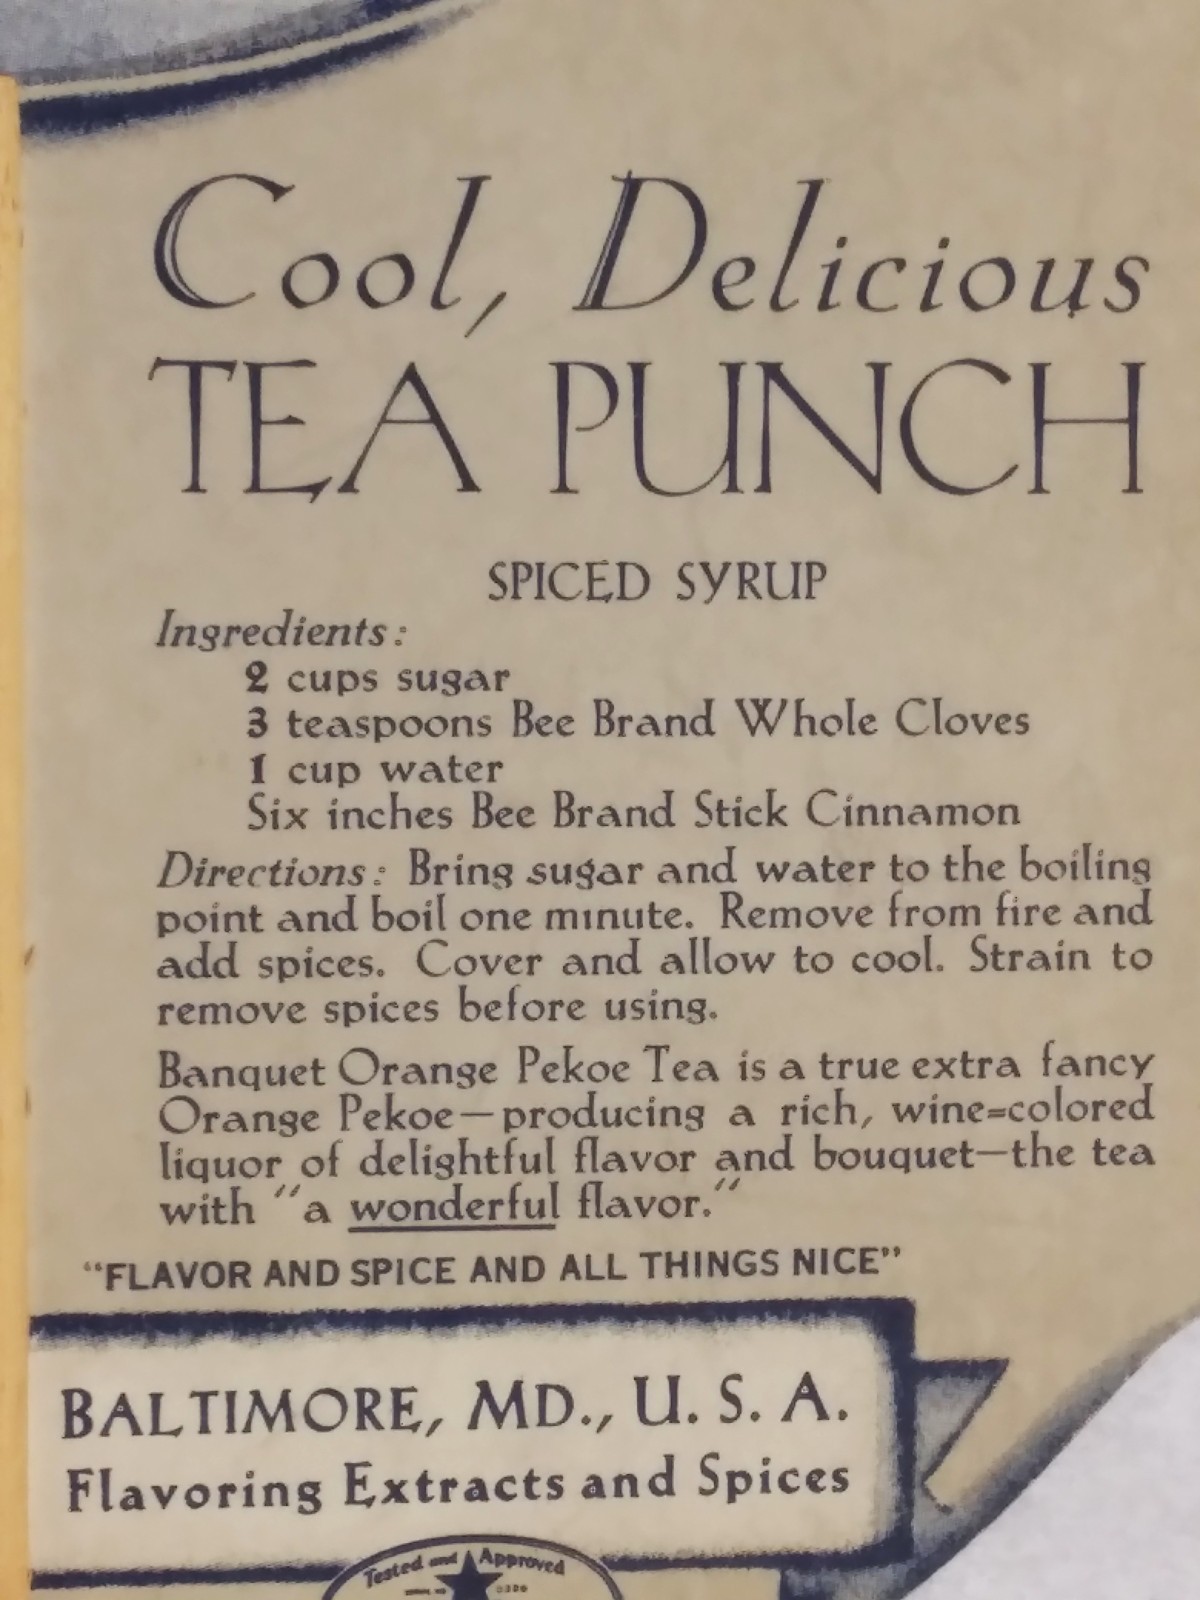 Cool, Delicious
TEA PUNCH
SPICED SYRUP
Ingredients:
2 cups sugar
3 teaspoons Bee Brand Whole Cloves
1 cup water
Six inches Bee Brand Stick Cinnamon
Directions: Bring sugar and water to the boiling
point and boil one minute. Remove from fire and
add spices. Cover and allow to cool. Strain to
remove spices before using.
Banquet Orange Pekoe Tea is a true extra fancy
Orange Pekoe—producing a rich, wine=colored
liquor of delightful flavor and bouquet—the tea
with "a wonderful flavor."
"FLAVOR AND SPICE AND ALL THINGS NICE"
BALTIMORE, MD., U. S. A.
Flavoring Extracts and Spices
Tested and Approved